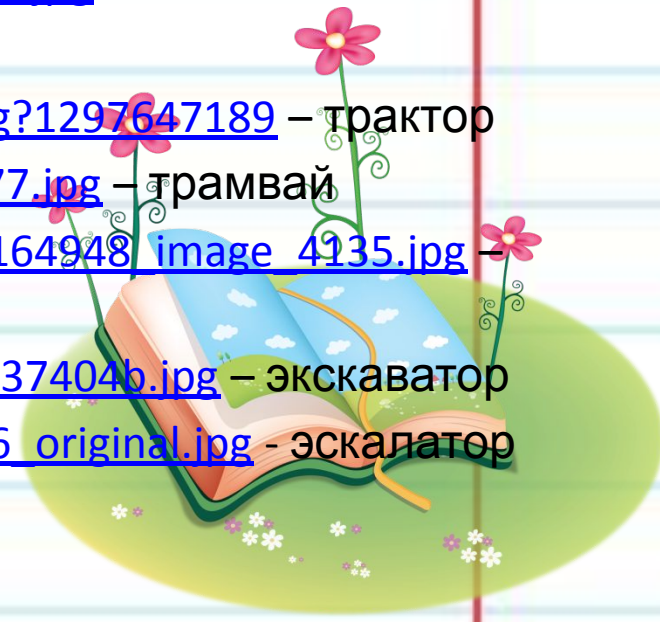 g?1297647189 – трактор
77.jpg – трамвай
164948_image_4135.jpg –
37404b.jpg – экскаватор
6_original.jpg - эскалатор